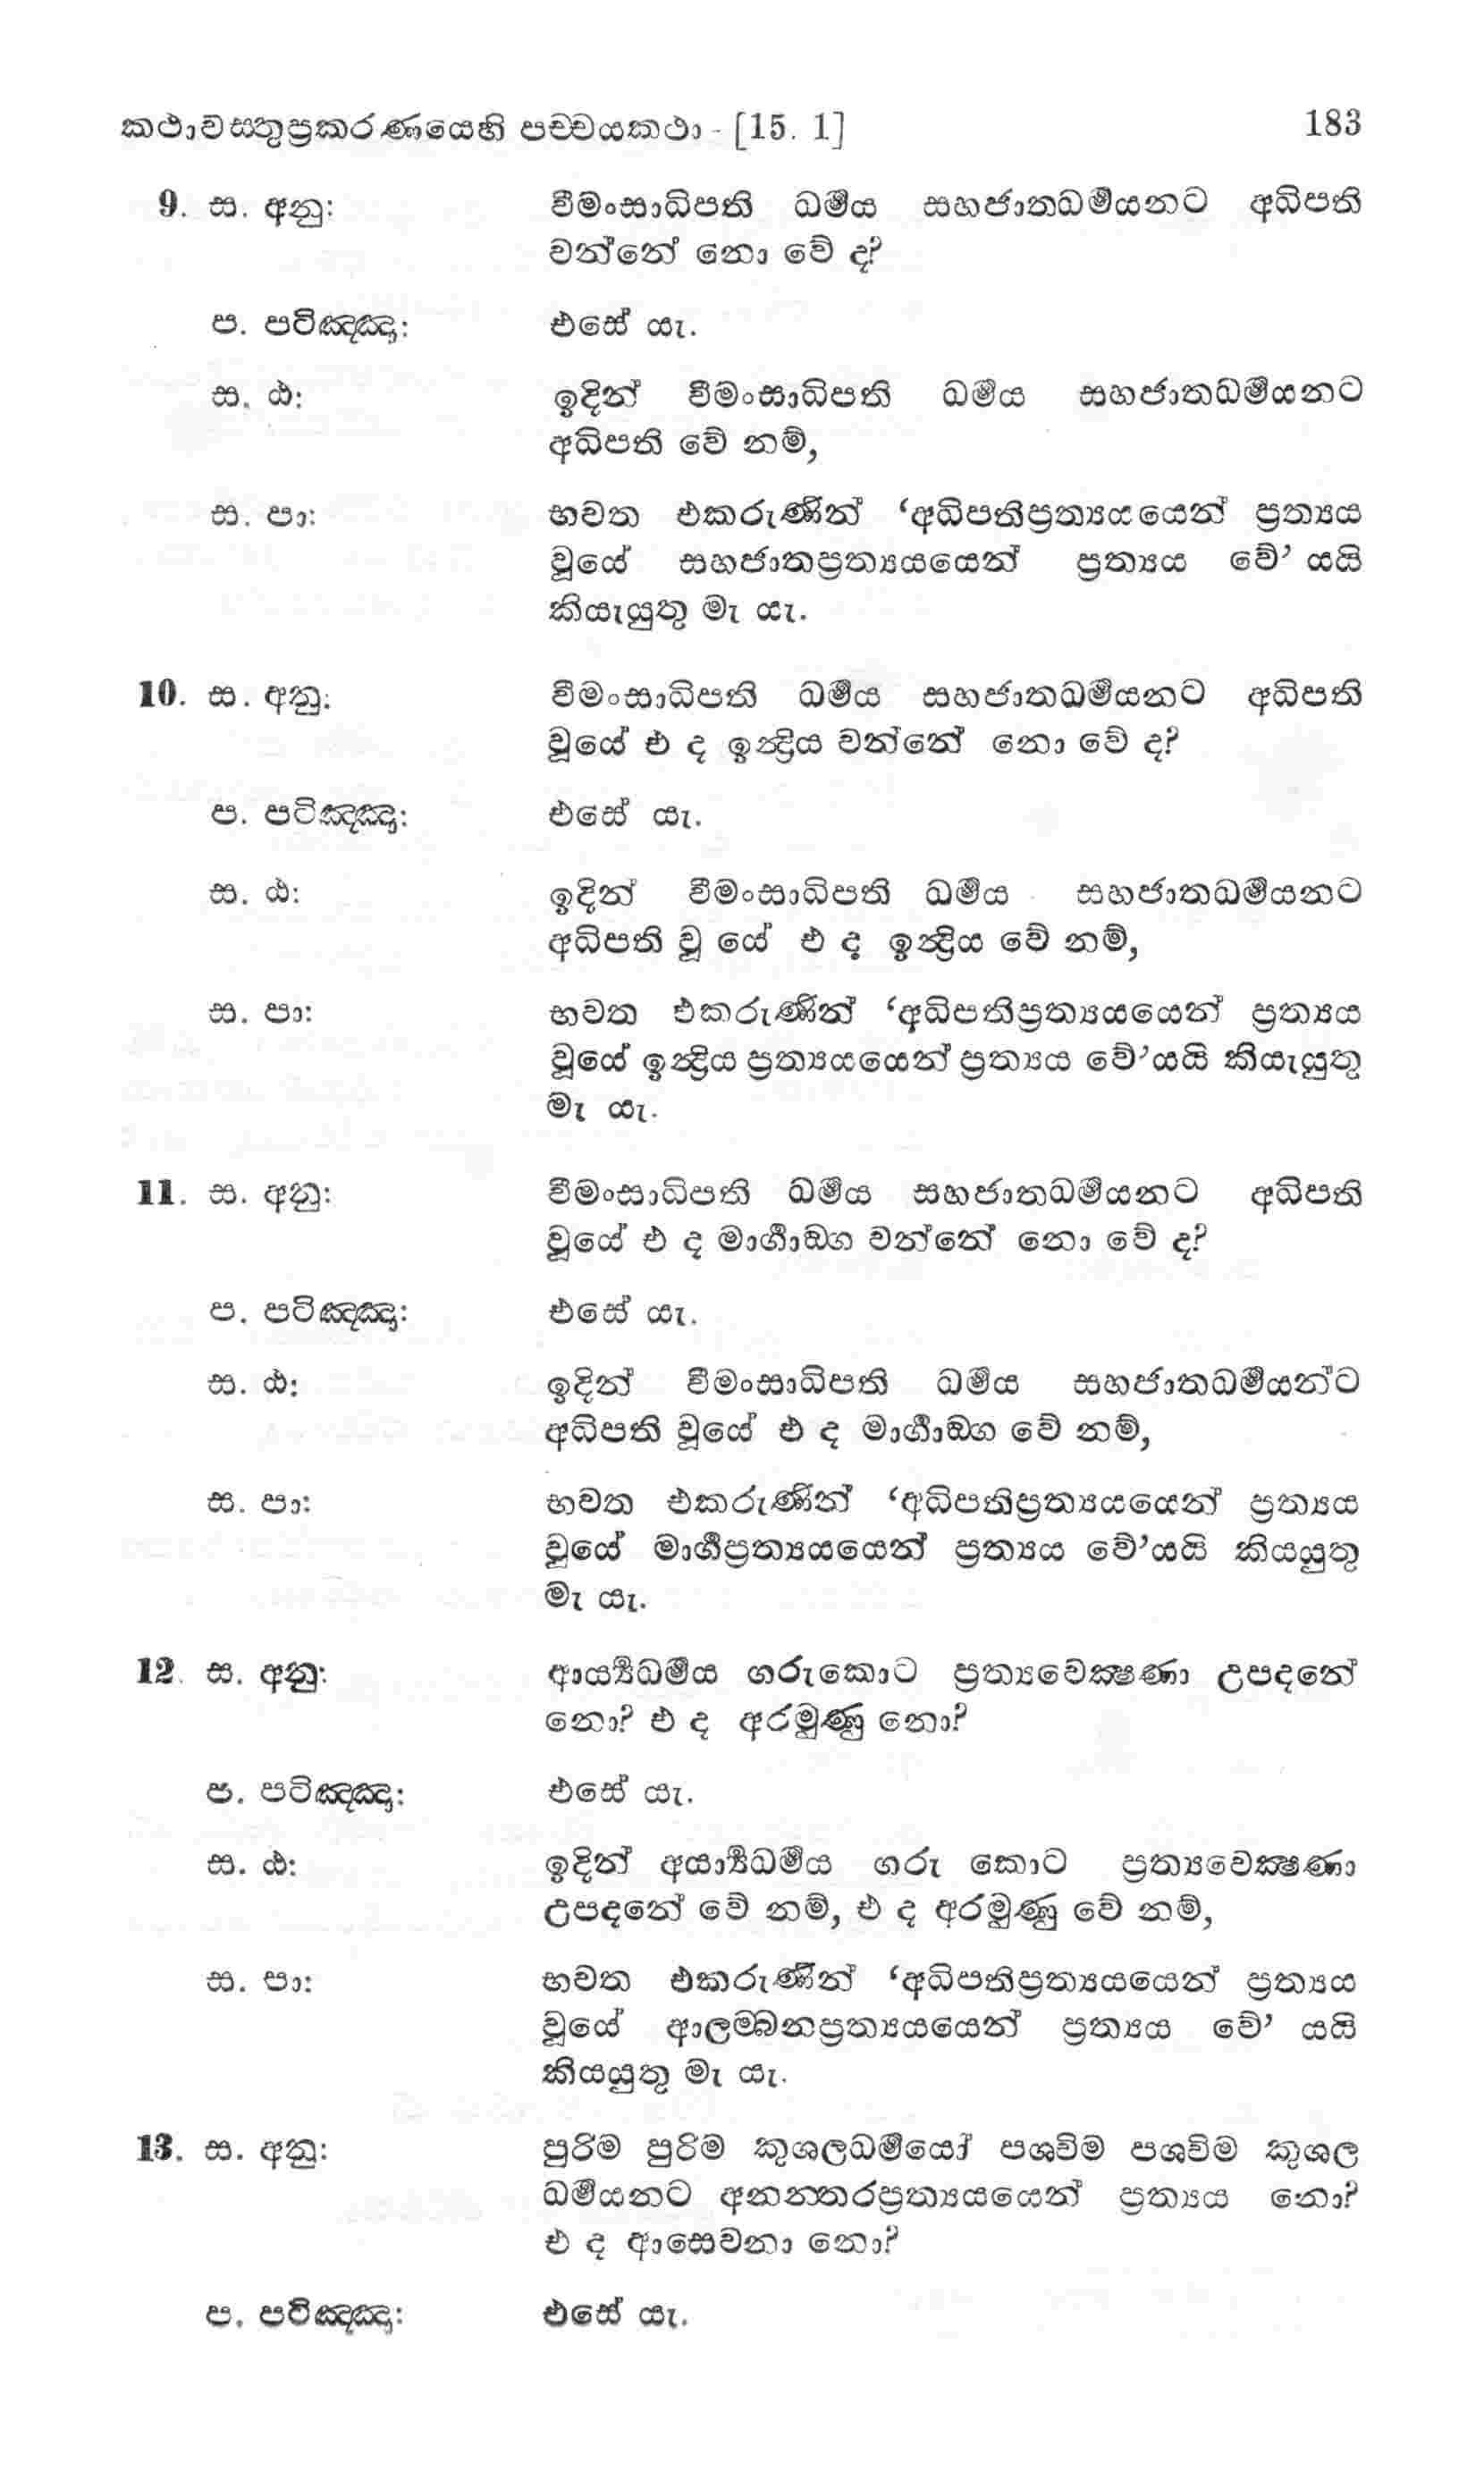 කථාවස්තුප්‍රකරණයෙහි පච්චයකථා - [15. 1] 183
9. ස. අනු: වීමංසාධිපති ධර්‍මය සහජාතධර්‍මයනට අධිපති
වන්නේ නො වේ ද?
ප. පටිඤ්ඤා: එසේ යැ.
ස. ඨ: ඉදින් වීමංසාධිපති ධර්‍මය සහජාතධර්‍මයනට
අධිපති වේ නම්,
ස. පා: භවත එකරුණින් ‘අධිපතිප්‍රත්‍යයයෙන් ප්‍රත්‍යය
වූයේ සහජාතප්‍රත්‍යයයෙන් ප්‍රත්‍යය වේ’ යයි
කියැයුතු මැ යැ.
10. ස. අනු: වීමංසාධිපති ධර්‍මය සහජාතධර්‍මයනට අධිපති
වූයේ එ ද ඉන්‍ද්‍රිය වන්නේ නො වේ ද?
ප. පටිඤ්ඤා: එසේ යැ.
ස. ඨ: ඉදින් වීමංසාධිපති ධර්‍මය සහජාතධර්‍මයනට
අධිපති වූ යේ එ ද ඉන්‍ද්‍රිය වේ නම්,
ස. පා: භවත එකරුණින් ‘අධිපතිප්‍රත්‍යයයෙන් ප්‍රත්‍යය
වූයේ ඉන්‍ද්‍රිය ප්‍රත්‍යයයෙන් ප්‍රත්‍යය වේ’යයි කියැයුතු
මැ යැ.
11. ස. අනු: වීමංසාධිපති ධර්‍මය සහජාතධර්‍මයනට අධිපති
වූයේ එ ද මාර්‍ගාඞ්ග වන්නේ නො වේ ද?
ප. පටිඤ්ඤා: එසේ යැ.
ස. ඨ: ඉදින් වීමංසාධිපති ධර්‍මය සහජාතධර්‍මයන්ට
අධිපති වූයේ එ ද මාර්‍ගාඞ්ග වේ නම්,
ස. පා: භවත එකරුණින් ‘අධිපතිප්‍රත්‍යයයෙන් ප්‍රත්‍යය
වූයේ මාර්‍ගප්‍රත්‍යයයෙන් ප්‍රත්‍යය වේ’යයි කියයුතු
මැ යැ.
12. ස. අනු: ආර්‍ය්‍යධර්‍මය ගරුකොට ප්‍රත්‍යවේක්‍ෂණා උපදනේ
නො? එ ද අරමුණු නො?
ප. පටිඤ්ඤා: එසේ යැ.
ස. ඨ: ඉදින් අයාර්‍ය්‍යධර්‍මය ගරු කොට ප්‍රත්‍යවෙක්‍ෂණා
උපදනේ වේ නම්, එ ද අරමුණු වේ නම්,
ස. පා: භවත එකරුණින් ‘අධිපතිප්‍රත්‍යයයෙන් ප්‍රත්‍යය
වූයේ ආලම්බනප්‍රත්‍යයයෙන් ප්‍රත්‍යය වේ’ යයි
කියයුතු මැ යැ.
13. ස. අනු: පුරිම පුරිම කුශලධර්‍මයෝ පශ්චිම පශ්චිම කුශල
ධර්‍මයනට අනන්තරප්‍රත්‍යයයෙන් ප්‍රත්‍යය නො?
එ ද ආසෙවනා නො?
ප. පටිඤ්ඤා: එසේ යැ.